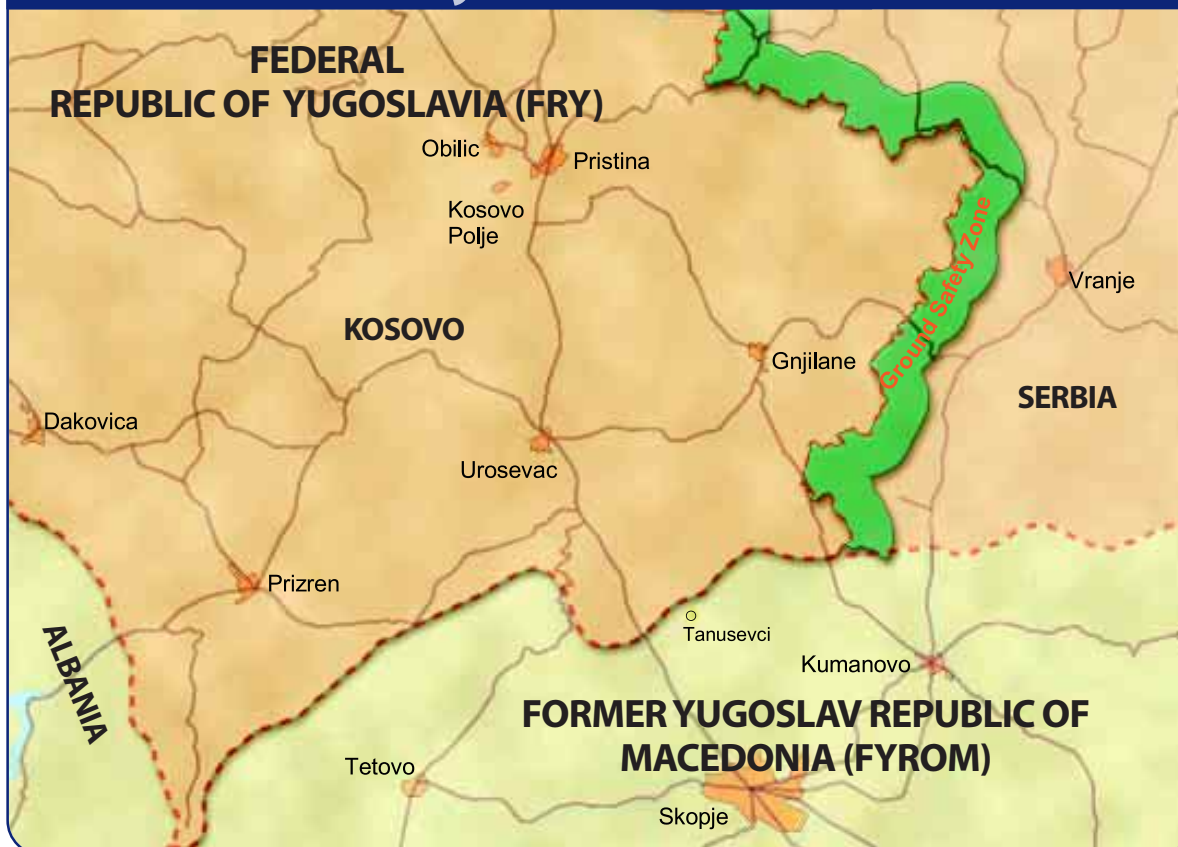 FEDERAL
REPUBLIC OF YUGOSLAVIA (FRY)
Obilic
Pristina
Kosovo
Polje
Ground Safety Zone
Vranje
KOSOVO
Gnjilane
SERBIA
Dakovica
Urosevac
Prizren
ALBANIA
Tanusevci
Kumanovo
FORMER YUGOSLAV REPUBLIC OF
MACEDONIA (FYROM)
Tetovo
Skopje